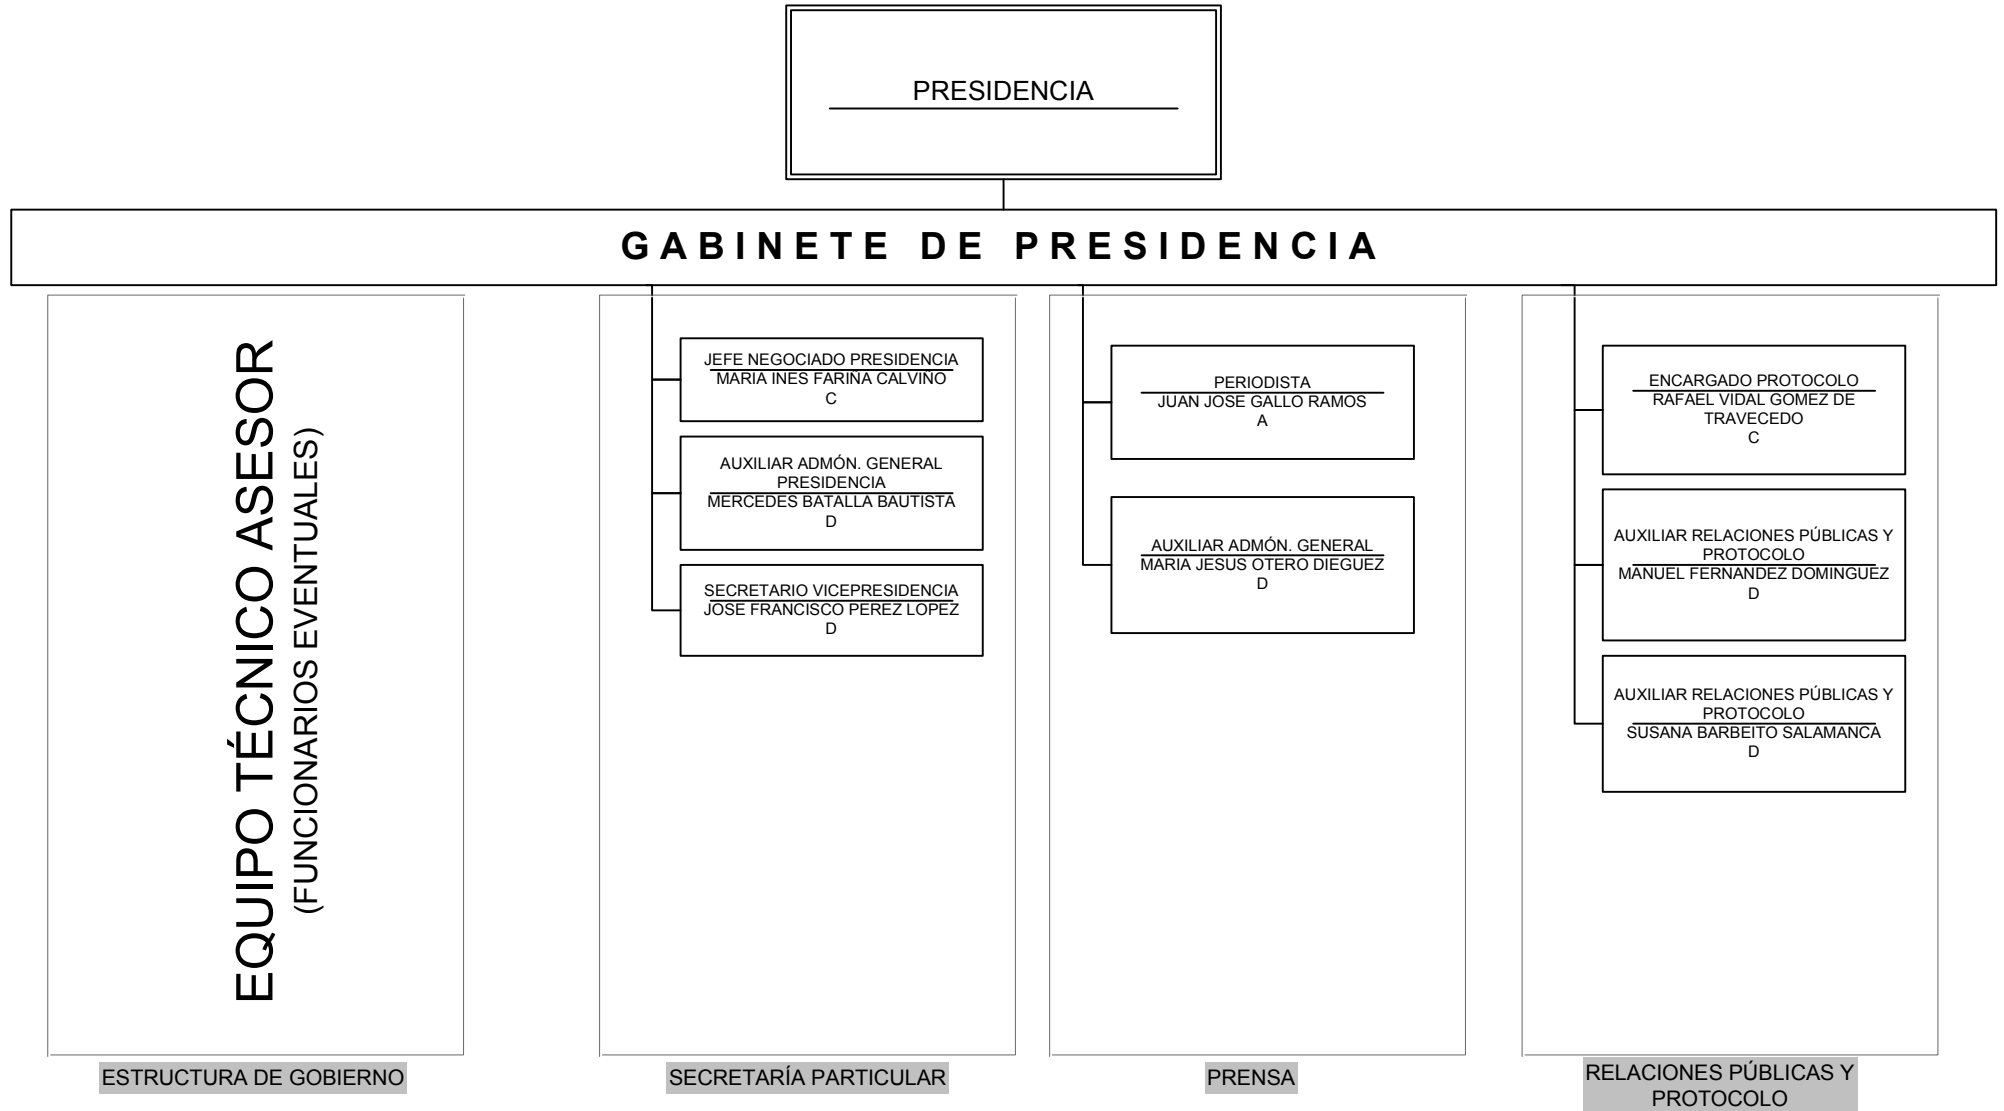 PRESIDENCIA
GABINETE DE PRESIDENCIA
EQUIPO TÉCNICO ASESOR
(FUNCIONARIOS EVENTUALES)
ESTRUCTURA DE GOBIERNO
JEFE NEGOCIADO PRESIDENCIA
MARIA INES FARIÑA CALVIÑO
C
AUXILIAR ADMÓN. GENERAL
PRESIDENCIA
MERCEDES BATALLA BAUTISTA
D
SECRETARIO VICEPRESIDENCIA
JOSE FRANCISCO PEREZ LOPEZ
D
SECRETARÍA PARTICULAR
PERIODISTA
JUAN JOSE GALLO RAMOS
A
AUXILIAR ADMÓN. GENERAL
MARIA JESUS OTERO DIEGUEZ
D
PRENSA
ENCARGADO PROTOCOLO
RAFAEL VIDAL GOMEZ DE
TRAVECEDO
C
AUXILIAR RELACIONES PÚBLICAS Y
PROTOCOLO
MANUEL FERNANDEZ DOMINGUEZ
D
AUXILIAR RELACIONES PÚBLICAS Y
PROTOCOLO
SUSANA BARBEITO SALAMANCA
D
RELACIONES PÚBLICAS Y
PROTOCOLO